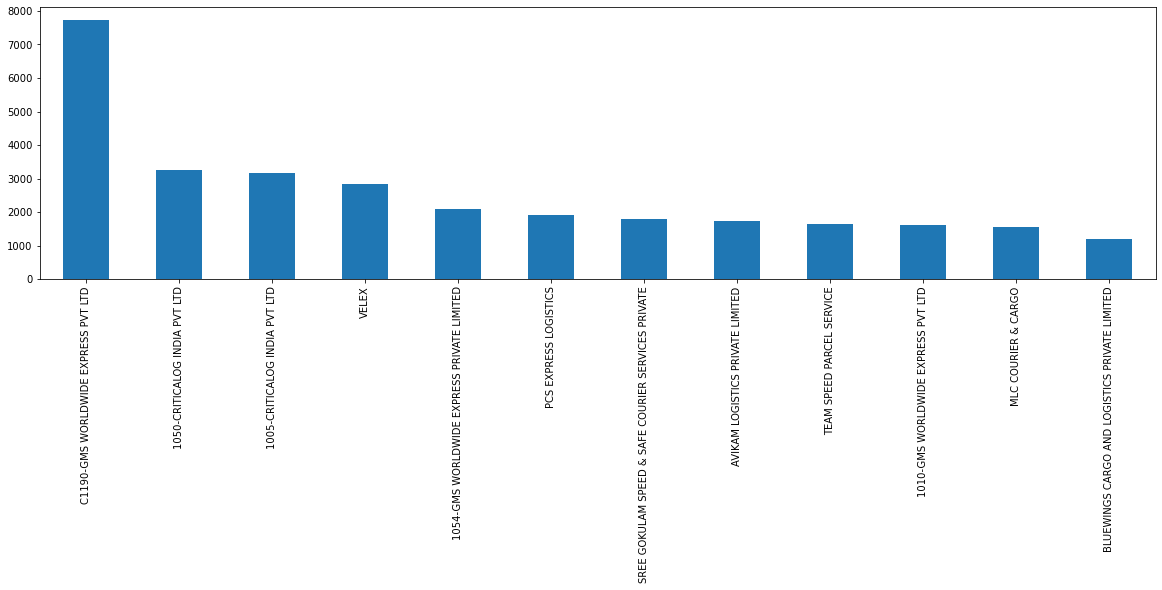 8000
7000
6000
5000
4000
3000
2000
1000
0
C1190-GMS WORLDWIDE EXPRESS PVT LTD
1050-CRITICALOG INDIA PVT LTD
1005-CRITICALOG INDIA PVT LTD
VELEX
1054-GMS WORLDWIDE EXPRESS PRIVATE LIMITED
PCS EXPRESS LOGISTICS
SREE GOKULAM SPEED & SAFE COURIER SERVICES PRIVATE
AVIKAM LOGISTICS PRIVATE LIMITED
TEAM SPEED PARCEL SERVICE
1010-GMS WORLDWIDE EXPRESS PVT LTD
MLC COURIER & CARGO
BLUEWINGS CARGO AND LOGISTICS PRIVATE LIMITED